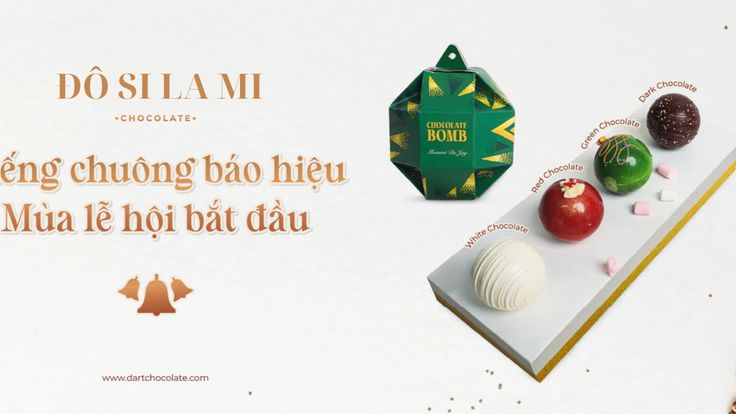 ĐÔ SI LA MI
•CHOCOLATE•
iếng chuông báo hiệu
Mùa lễ hội bắt đầu
www.dartchocolate.com
CHOCOLATE
BOMB
White Chocolate
Red Chocolate
Green Chocolate
Dark Chocolate